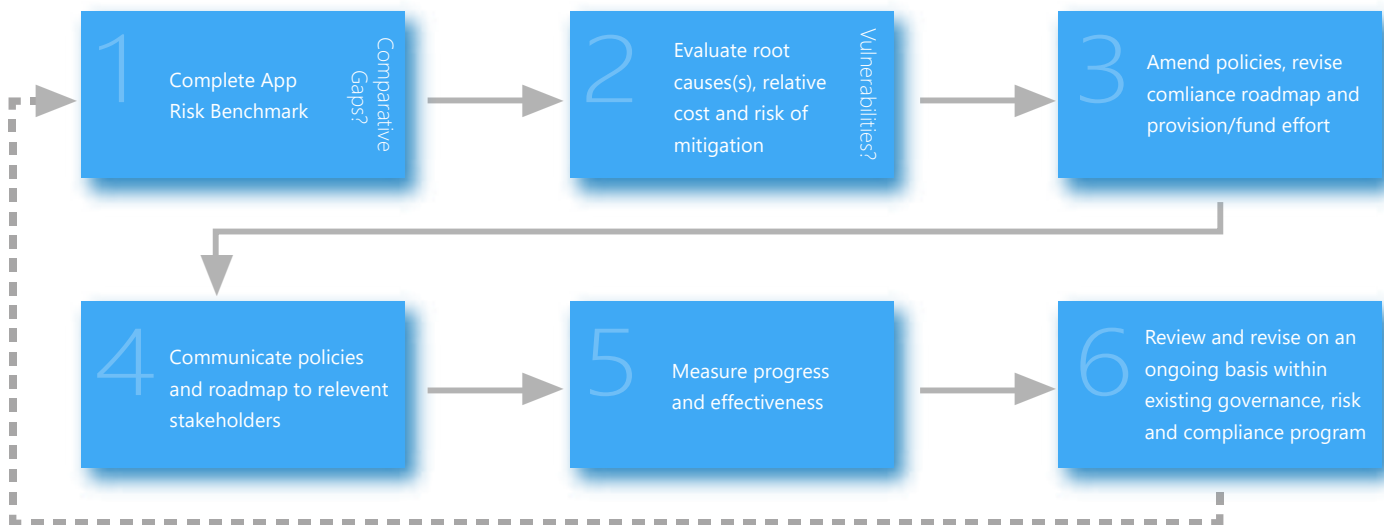 1
Complete App
Risk Benchmark
Comparative
Gaps?
2
Evaluate root
causes(s), relative
cost and risk of
mitigation
Vulnerabilities?
3
Amend policies, revise
comliance roadmap and
provision/fund effort
4
Communicate policies
and roadmap to relevent
stakeholders
5
Measure progress
and effectiveness
6
Review and revise on an
ongoing basis within
existing governance, risk
and compliance program